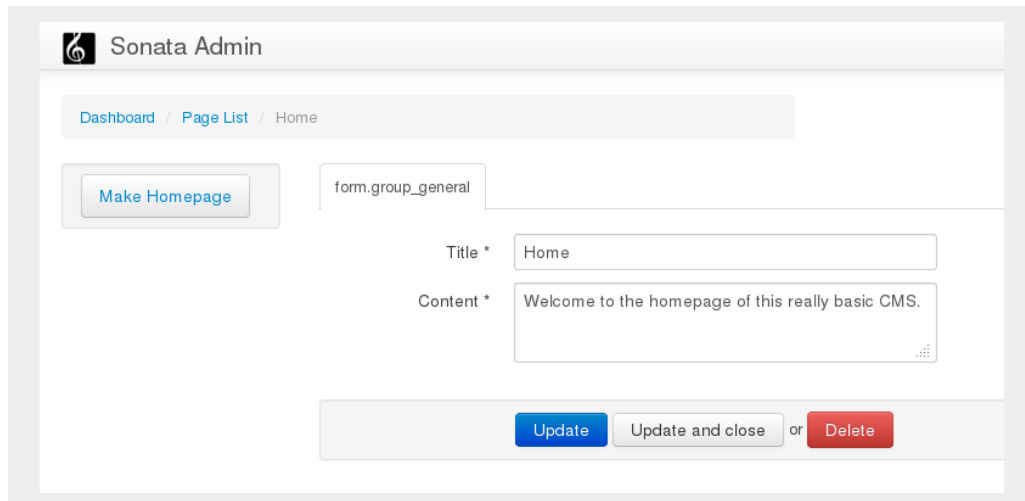 Sonata Admin
Dashboard / Page List / Home
Make Homepage
form.group_general
Title * Home
Content * Welcome to the homepage of this really basic CMS.
Update Update and close or Delete